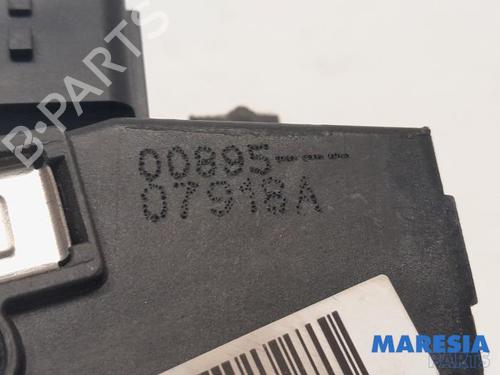 B-PARTS
00895---
07918A
MARESIA
PARTS